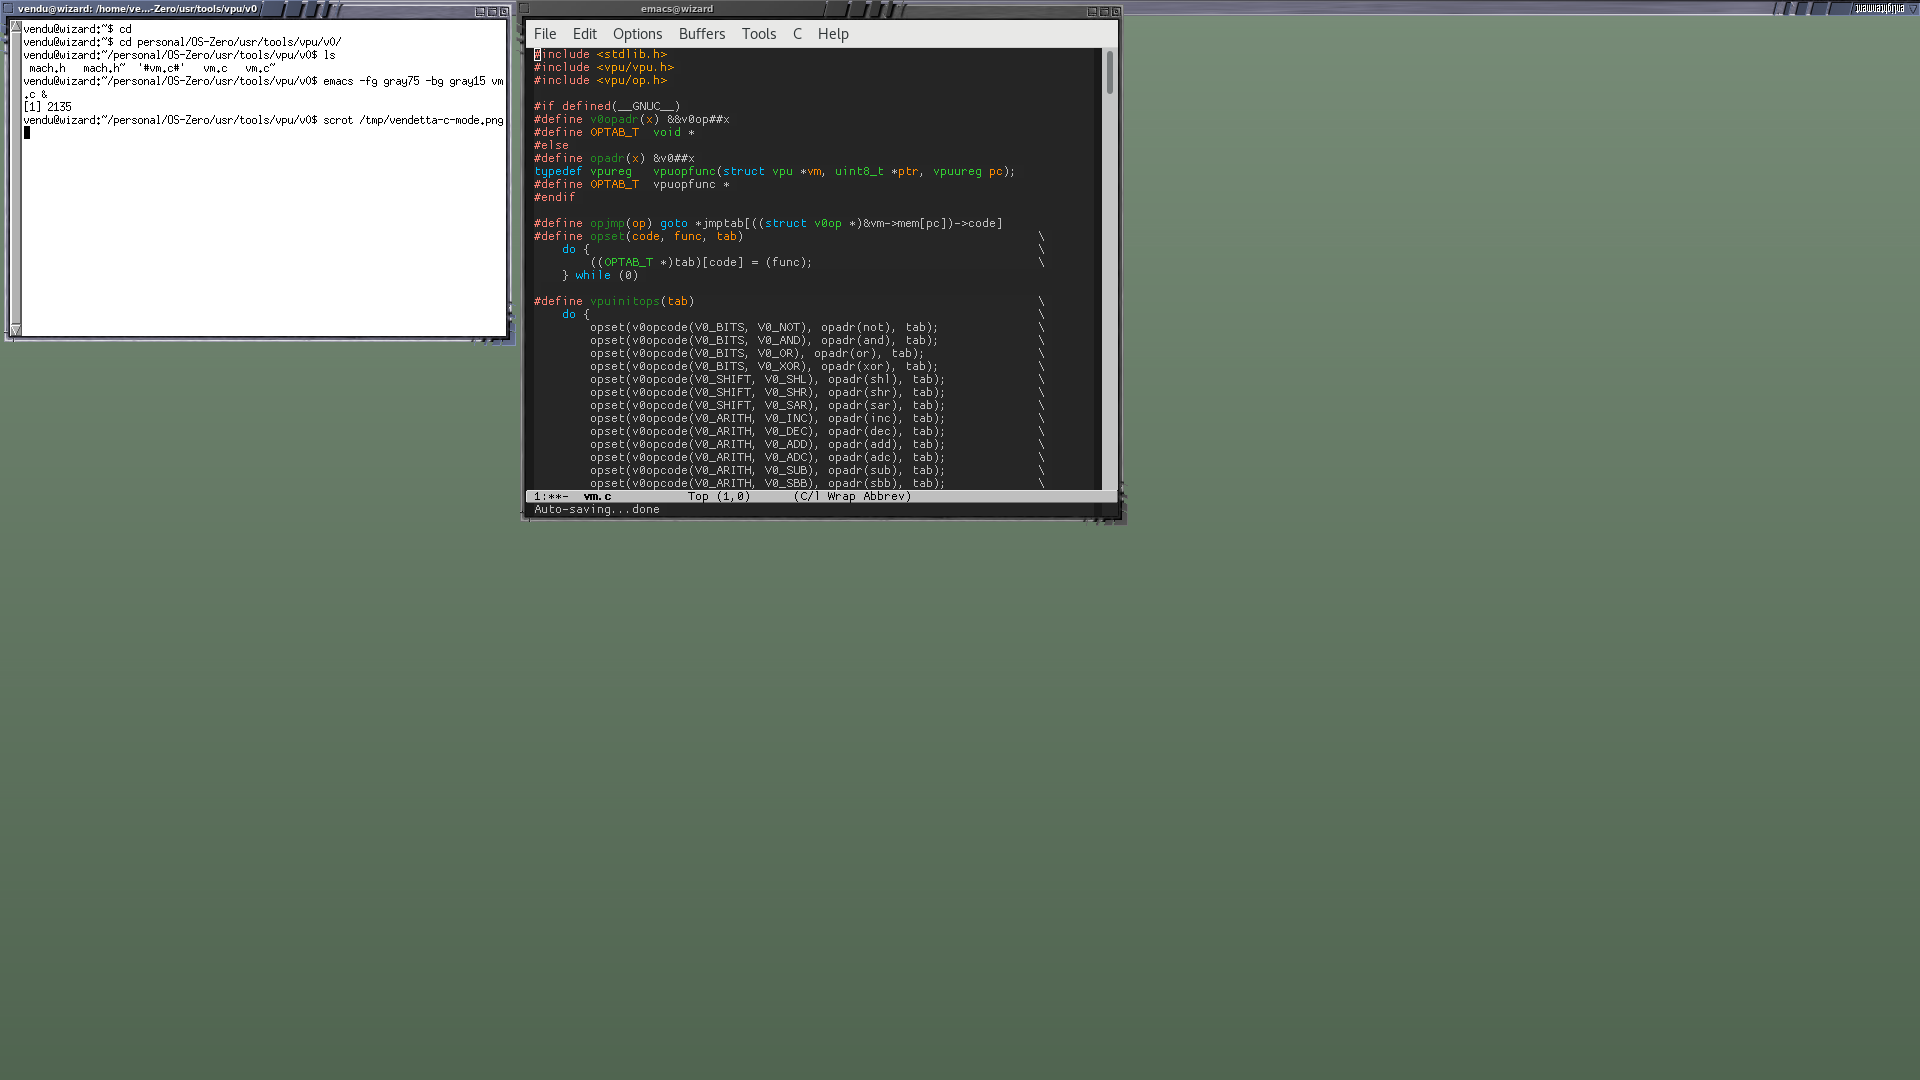 vendu@wizard: /home/ve...-Zero/usr/tools/vpu/v0
vendu@wizard:~$ cd
vendu@wizard:~$ cd personal/OS-Zero/usr/tools/vpu/v0/
vendu@wizard:~/personal/OS-Zero/usr/tools/vpu/v0$ ls
mach.h   mach.h~  '#vm.c#'   vm.c   vm.c~
vendu@wizard:~/personal/OS-Zero/usr/tools/vpu/v0$ emacs -fg gray75 -bg gray15 vm
.c &
[1] 2135
vendu@wizard:~/personal/OS-Zero/usr/tools/vpu/v0$ scrot /tmp/vendetta-c-mode.png
emacs@wizard
File Edit Options Buffers Tools C Help
#include <stdlib.h>
#include <vpu/vpu.h>
#include <vpu/op.h>
#if defined(__GNUC__)
#define v0opadr(x) &&v0op##x
#define OPTAB_T  void *
#else
#define opadr(x) &v0##x
typedef vpureg   vpuopfunc(struct vpu *vm, uint8_t *ptr, vpuureg pc);
#define OPTAB_T  vpuopfunc *
#endif
#define opjmp(op) goto *jmptab[((struct v0op *)&vm->mem[pc])->code]
#define opset(code, func, tab) \
    do { \
        ((OPTAB_T *)tab)[code] = (func); \
    } while (0)
#define vpuinitops(tab) \
    do { \
        opset(v0opcode(V0_BITS, V0_NOT), opadr(not), tab); \
        opset(v0opcode(V0_BITS, V0_AND), opadr(and), tab); \
        opset(v0opcode(V0_BITS, V0_OR), opadr(or), tab); \
        opset(v0opcode(V0_BITS, V0_XOR), opadr(xor), tab); \
        opset(v0opcode(V0_SHIFT, V0_SHL), opadr(shl), tab); \
        opset(v0opcode(V0_SHIFT, V0_SHR), opadr(shr), tab); \
        opset(v0opcode(V0_SHIFT, V0_SAR), opadr(sar), tab); \
        opset(v0opcode(V0_ARITH, V0_INC), opadr(inc), tab); \
        opset(v0opcode(V0_ARITH, V0_DEC), opadr(dec), tab); \
        opset(v0opcode(V0_ARITH, V0_ADD), opadr(add), tab); \
        opset(v0opcode(V0_ARITH, V0_ADC), opadr(adc), tab); \
        opset(v0opcode(V0_ARITH, V0_SUB), opadr(sub), tab); \
        opset(v0opcode(V0_ARITH, V0_SBB), opadr(sbb), tab); \
1:**-  vm.c           Top (1,0)      (C/l Wrap Abbrev)
Auto-saving...done
enlightenment